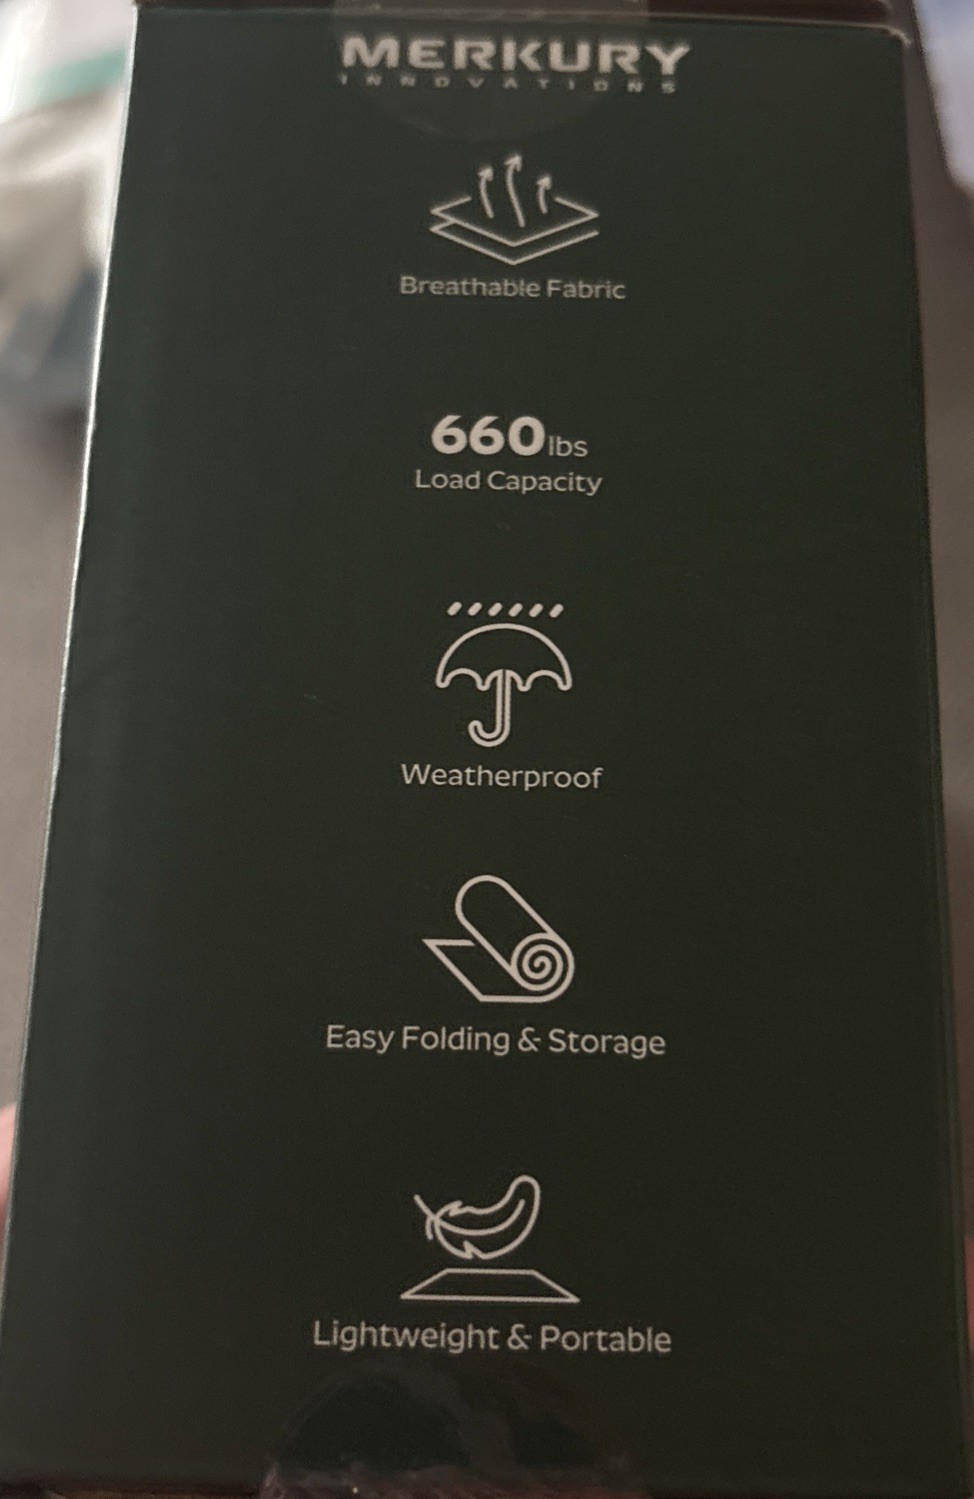 MERKURY
INNOVATIONS
Breathable Fabric
660lbs
Load Capacity
Weatherproof
Easy Folding & Storage
Lightweight & Portable